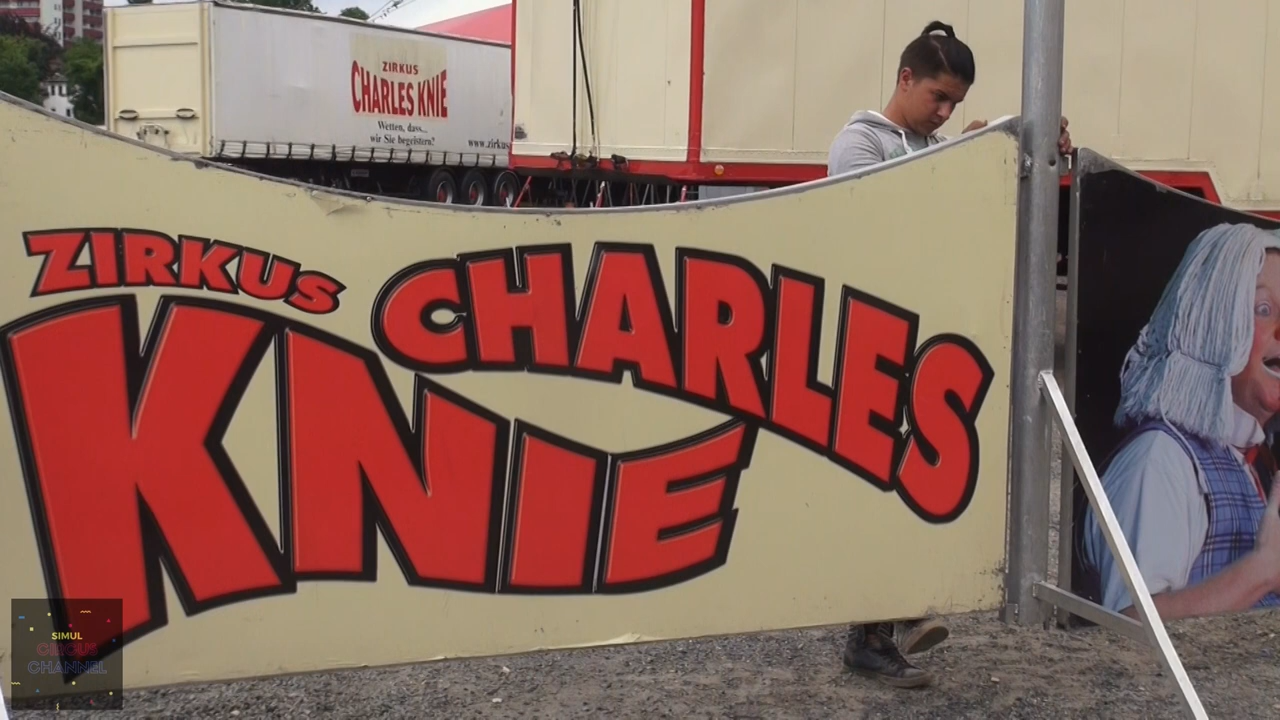 ZIRKUS
CHARLES KNIE
Wetten, dass...
wir Sie begeistern?
www.zirkus
ZIRKUS
CHARLES
KNIE
SIMUL
CIRCUS
CHANNEL